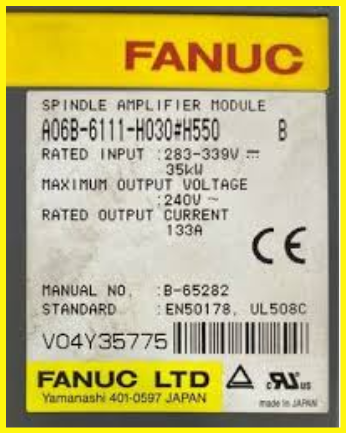 FANUC
SPINDLE AMPLIFIER MODULE
A06B-6111-H030#H550 B
RATED INPUT :283-339V ⎓
35kW
MAXIMUM OUTPUT VOLTAGE
:240V ~
RATED OUTPUT CURRENT
133A
CE
MANUAL NO. :B-65282
STANDARD :EN50178, UL508C
V04Y35775
FANUC LTD
Yamanashi 401-0597 JAPAN
c RU us
made in JAPAN